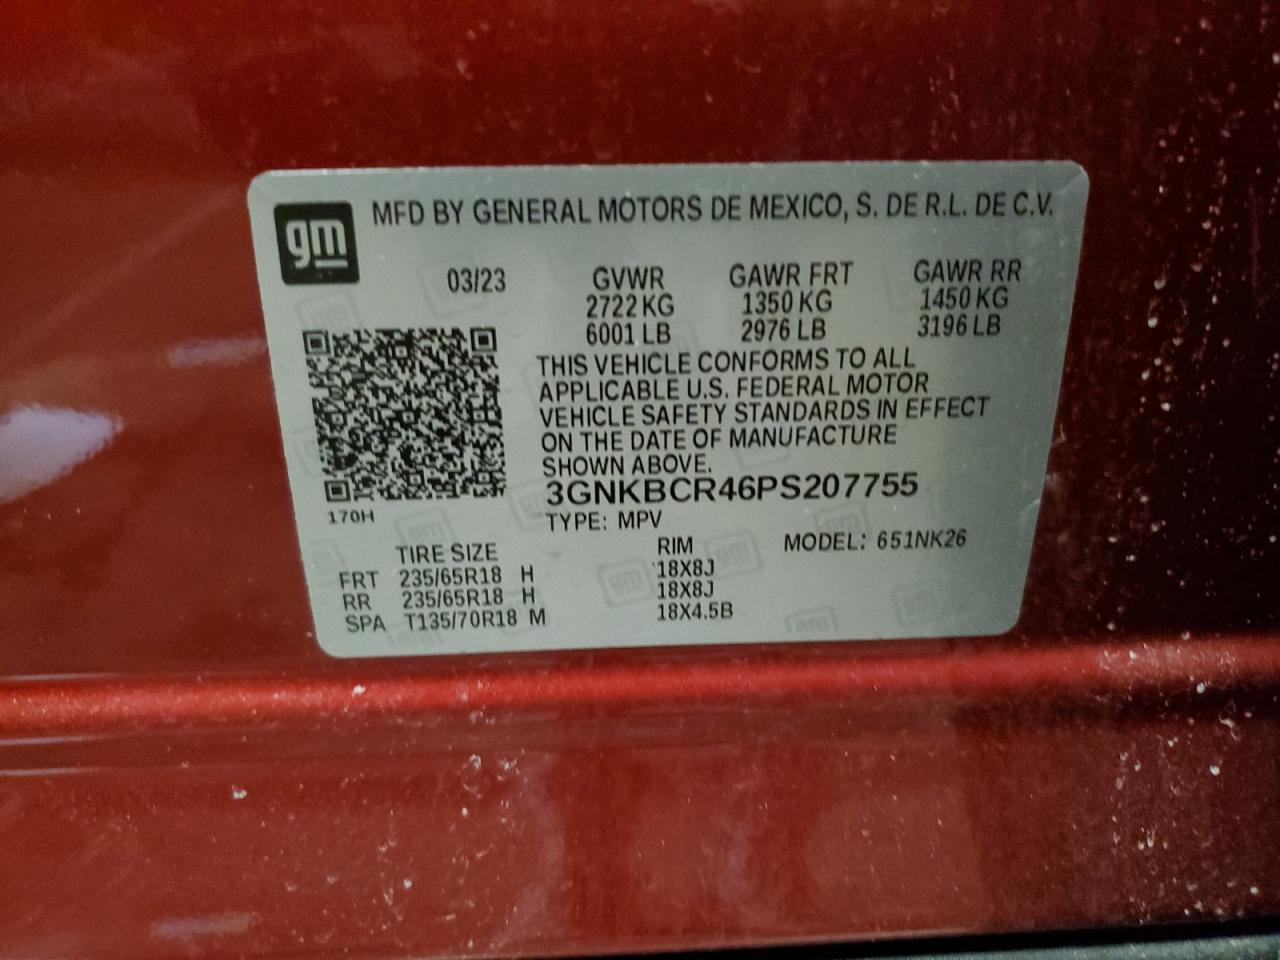 gm
MFD BY GENERAL MOTORS DE MEXICO, S. DE R.L. DE C.V.
03/23 GVWR GAWR FRT GAWR RR
2722 KG 1350 KG 1450 KG
6001 LB 2976 LB 3196 LB
THIS VEHICLE CONFORMS TO ALL
APPLICABLE U.S. FEDERAL MOTOR
VEHICLE SAFETY STANDARDS IN EFFECT
ON THE DATE OF MANUFACTURE
SHOWN ABOVE.
3GNKBCR46PS207755
170H
TYPE: MPV
TIRE SIZE RIM MODEL: 651NK26
FRT 235/65R18 H 18X8J
RR 235/65R18 H 18X8J
SPA T135/70R18 M 18X4.5B